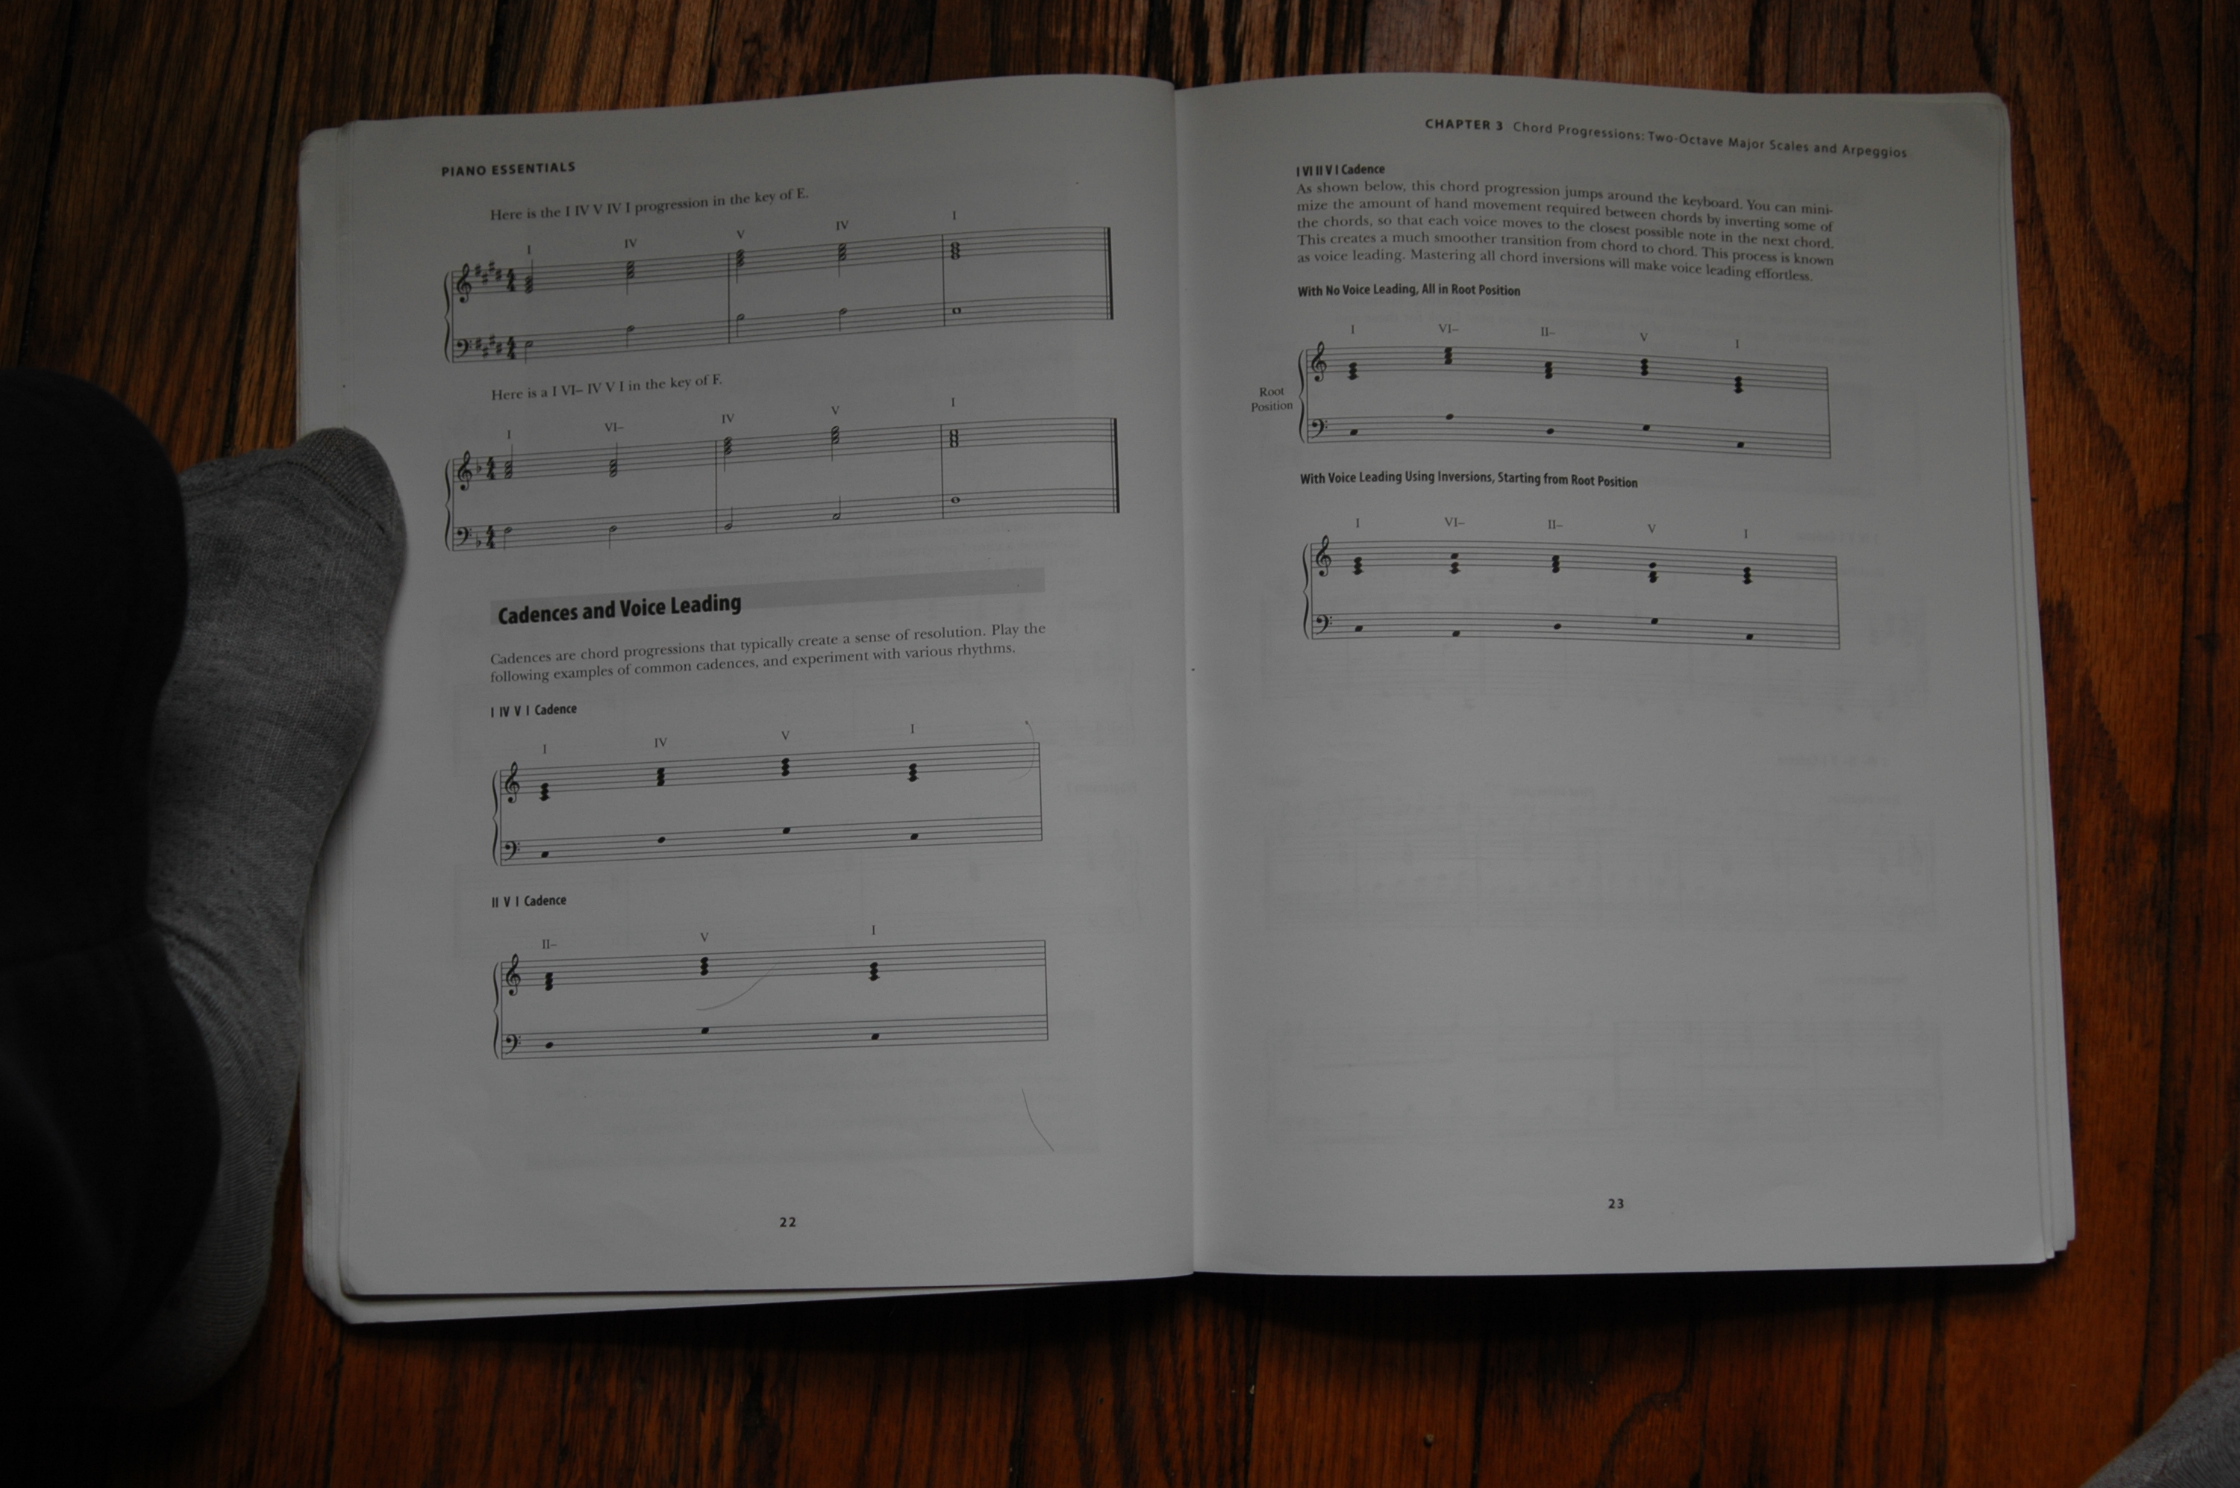 PIANO ESSENTIALS
Here is the I IV V IV I progression in the key of E.
I IV V IV I
Here is a I VI– IV V I in the key of F.
I VI– IV V I
Cadences and Voice Leading
Cadences are chord progressions that typically create a sense of resolution. Play the
following examples of common cadences, and experiment with various rhythms.
I IV V I Cadence
I IV V I
II V I Cadence
II– V I
22
CHAPTER 3 Chord Progressions: Two-Octave Major Scales and Arpeggios
I VI II V I Cadence
As shown below, this chord progression jumps around the keyboard. You can mini-
mize the amount of hand movement required between chords by inverting some of
the chords, so that each voice moves to the closest possible note in the next chord.
This creates a much smoother transition from chord to chord. This process is known
as voice leading. Mastering all chord inversions will make voice leading effortless.
With No Voice Leading, All in Root Position
I VI– II– V I
Root
Position
With Voice Leading Using Inversions, Starting from Root Position
I VI– II– V I
23